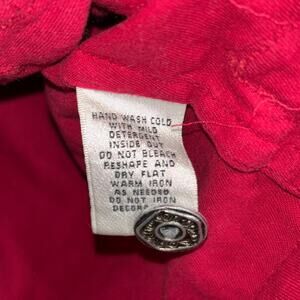 HAND WASH COLD
WITH MILD
DETERGENT
INSIDE OUT
DO NOT BLEACH
RESHAPE AND
DRY FLAT
WARM IRON
AS NEEDED
DO NOT IRON